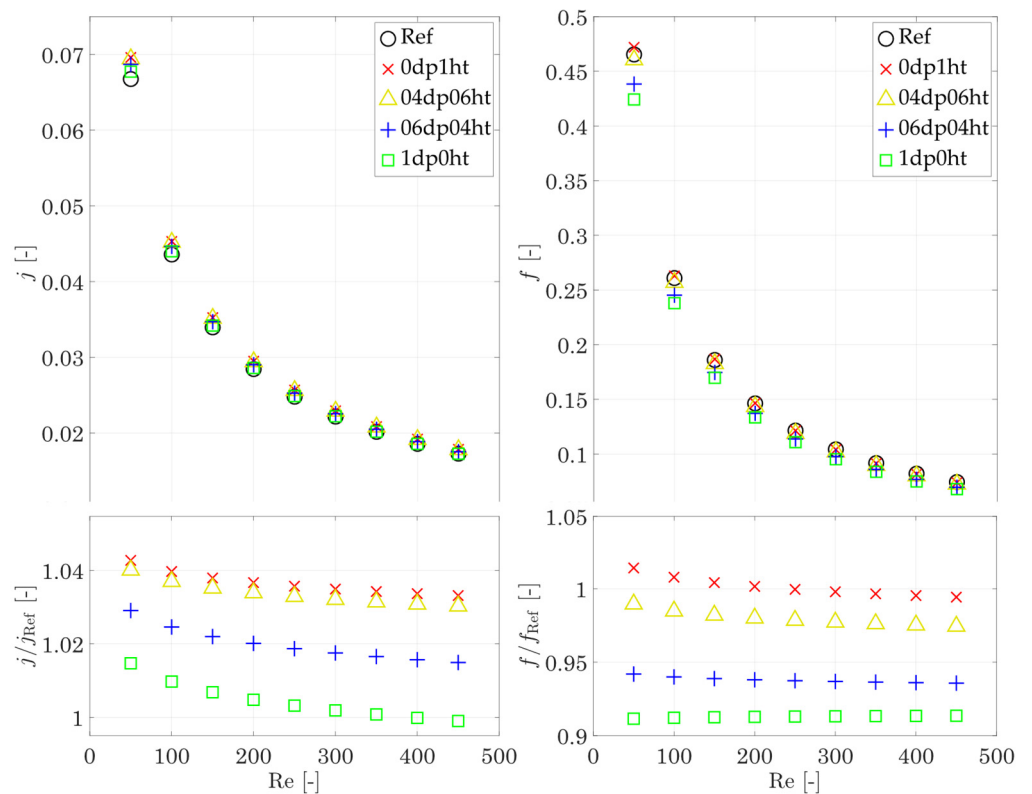 0.07
0.06
0.05
0.04
0.03
0.02
j [-]
Ref
0dp1ht
04dp06ht
06dp04ht
1dp0ht
0.5
0.45
0.4
0.35
0.3
0.25
0.2
0.15
0.1
f [-]
Ref
0dp1ht
04dp06ht
06dp04ht
1dp0ht
1.04
1.02
1
j/jRef [-]
0
100
200
300
400
500
Re [-]
1.05
1
0.95
0.9
f/fRef [-]
0
100
200
300
400
500
Re [-]